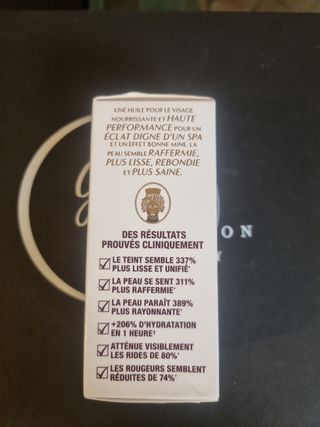 UNE HUILE POUR LE VISAGE
NOURRISSANTE ET HAUTE
PERFORMANCE POUR UN
ÉCLAT DIGNE D'UN SPA
ET UN EFFET BONNE MINE. LA
PEAU SEMBLE RAFFERMIE,
PLUS LISSE, REBONDIE
ET PLUS SAINE.
DES RÉSULTATS
PROUVÉS CLINIQUEMENT
LE TEINT SEMBLE 337%
PLUS LISSE ET UNIFIÉ*
LA PEAU SE SENT 311%
PLUS RAFFERMIE*
LA PEAU PARAÎT 389%
PLUS RAYONNANTE*
+206% D'HYDRATATION
EN 1 HEURE†
ATTÉNUE VISIBLEMENT
LES RIDES DE 80%*
LES ROUGEURS SEMBLENT
RÉDUITES DE 74%*
ION
Y